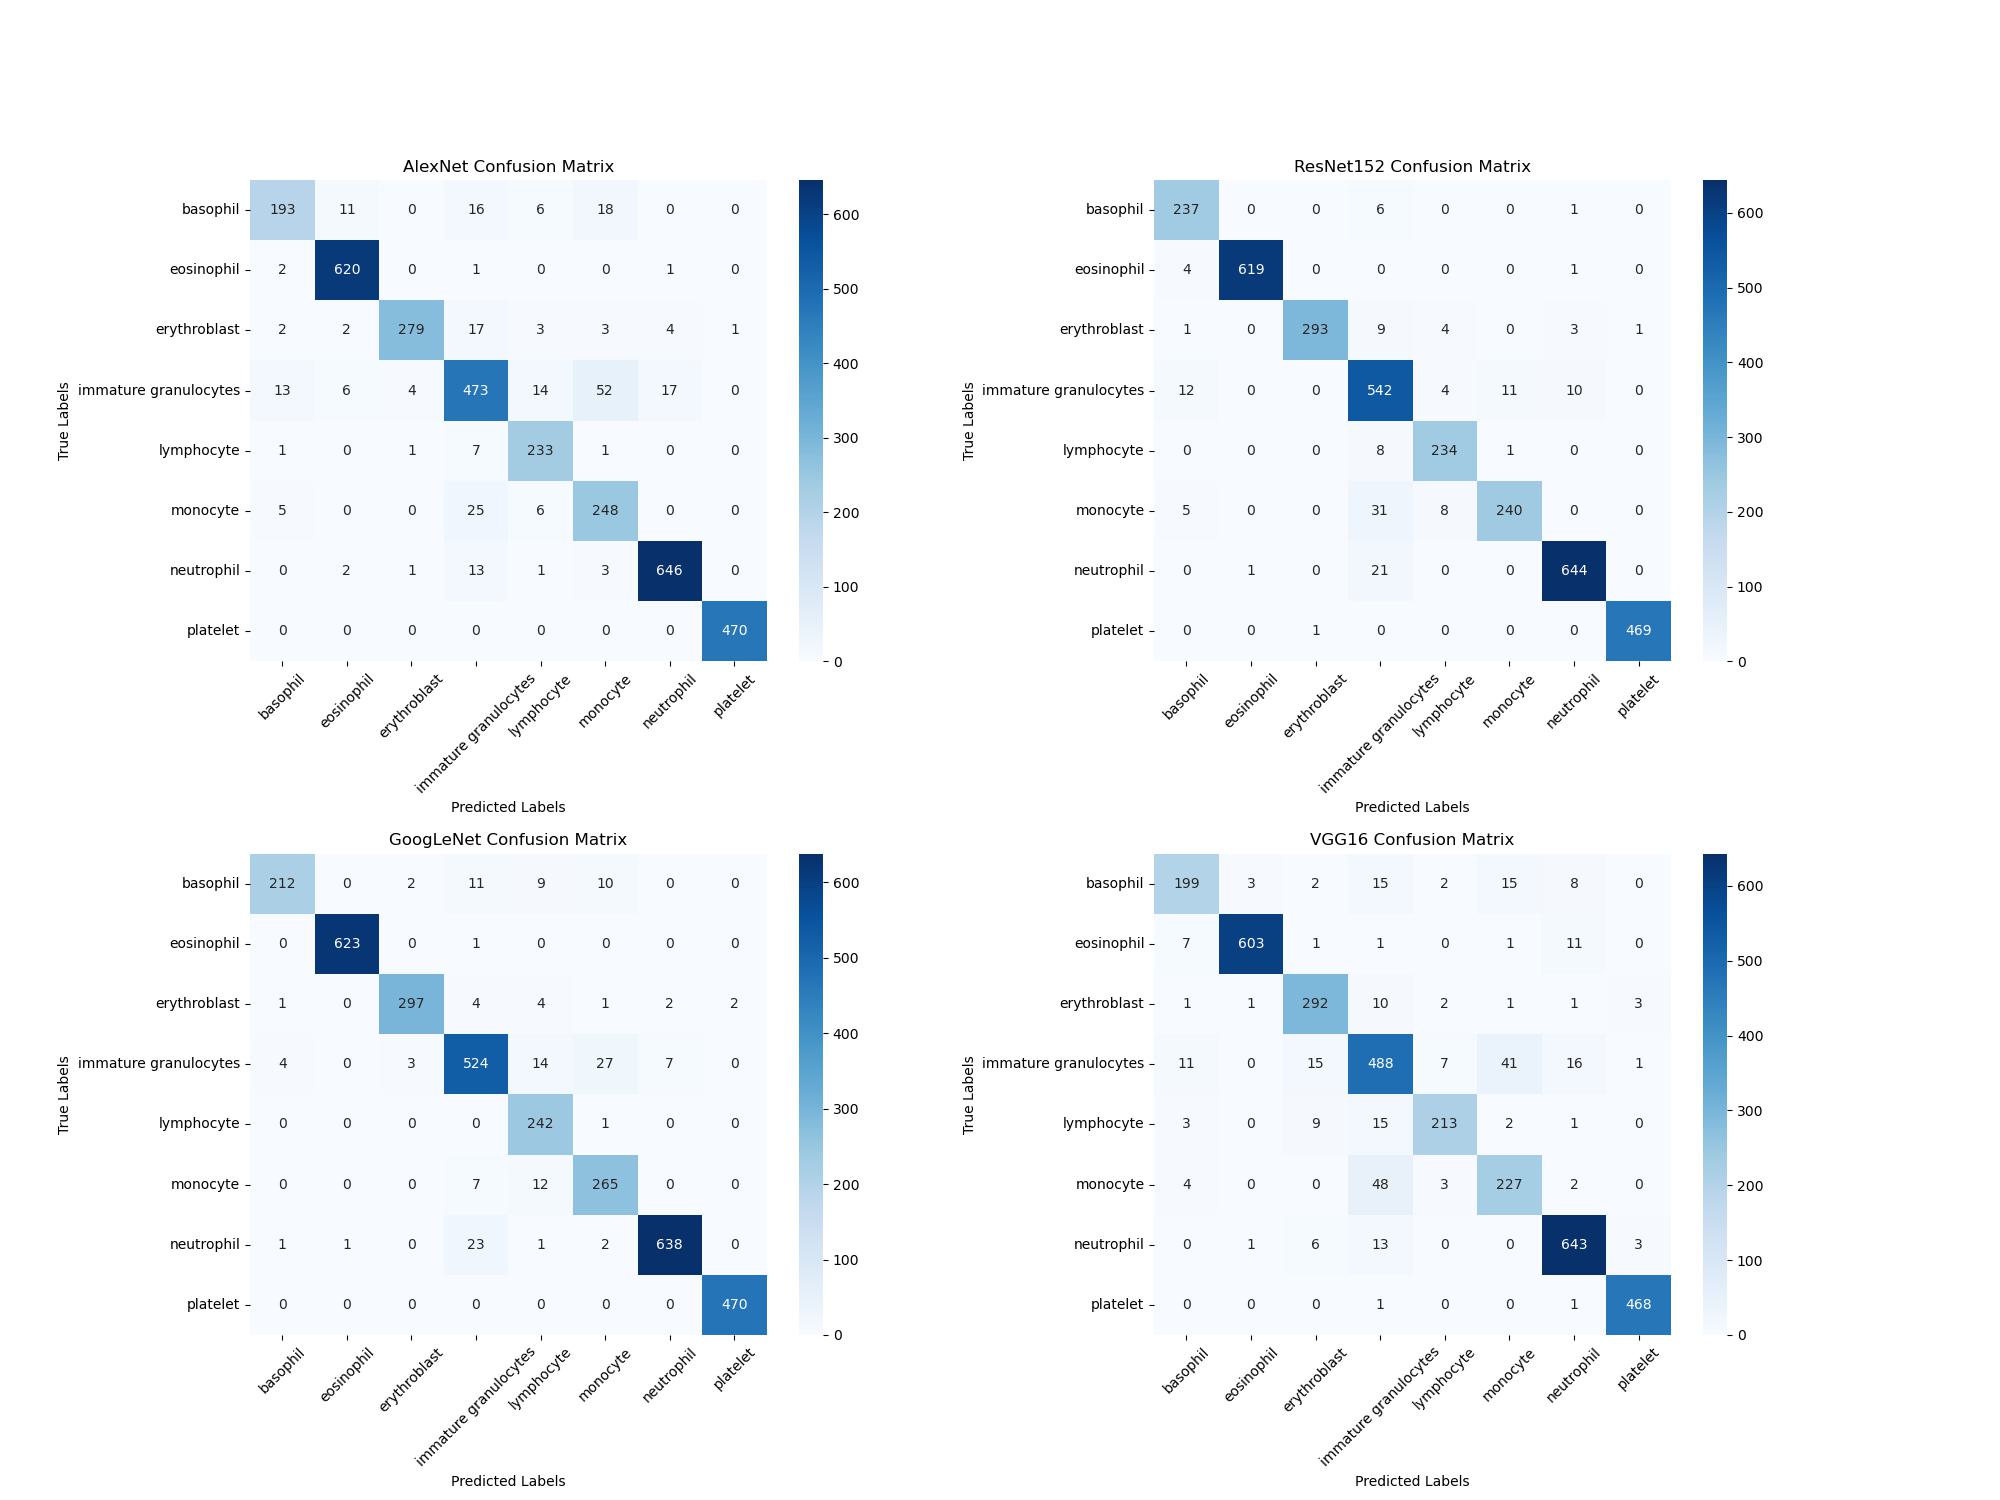 AlexNet Confusion Matrix
True Labels
basophil 193 11 0 16 6 18 0 0
eosinophil 2 620 0 1 0 0 1 0
erythroblast 2 2 279 17 3 3 4 1
immature granulocytes 13 6 4 473 14 52 17 0
lymphocyte 1 0 1 7 233 1 0 0
monocyte 5 0 0 25 6 248 0 0
neutrophil 0 2 1 13 1 3 646 0
platelet 0 0 0 0 0 0 0 470
basophil eosinophil erythroblast immature granulocytes lymphocyte monocyte neutrophil platelet
Predicted Labels
600
500
400
300
200
100
0
ResNet152 Confusion Matrix
True Labels
basophil 237 0 0 6 0 0 1 0
eosinophil 4 619 0 0 0 0 1 0
erythroblast 1 0 293 9 4 0 3 1
immature granulocytes 12 0 0 542 4 11 10 0
lymphocyte 0 0 0 8 234 1 0 0
monocyte 5 0 0 31 8 240 0 0
neutrophil 0 1 0 21 0 0 644 0
platelet 0 0 1 0 0 0 0 469
basophil eosinophil erythroblast immature granulocytes lymphocyte monocyte neutrophil platelet
Predicted Labels
600
500
400
300
200
100
0
GoogLeNet Confusion Matrix
True Labels
basophil 212 0 2 11 9 10 0 0
eosinophil 0 623 0 1 0 0 0 0
erythroblast 1 0 297 4 4 1 2 2
immature granulocytes 4 0 3 524 14 27 7 0
lymphocyte 0 0 0 0 242 1 0 0
monocyte 0 0 0 7 12 265 0 0
neutrophil 1 1 0 23 1 2 638 0
platelet 0 0 0 0 0 0 0 470
basophil eosinophil erythroblast immature granulocytes lymphocyte monocyte neutrophil platelet
Predicted Labels
600
500
400
300
200
100
0
VGG16 Confusion Matrix
True Labels
basophil 199 3 2 15 2 15 8 0
eosinophil 7 603 1 1 0 1 11 0
erythroblast 1 1 292 10 2 1 1 3
immature granulocytes 11 0 15 488 7 41 16 1
lymphocyte 3 0 9 15 213 2 1 0
monocyte 4 0 0 48 3 227 2 0
neutrophil 0 1 6 13 0 0 643 3
platelet 0 0 0 1 0 0 1 468
basophil eosinophil erythroblast immature granulocytes lymphocyte monocyte neutrophil platelet
Predicted Labels
600
500
400
300
200
100
0